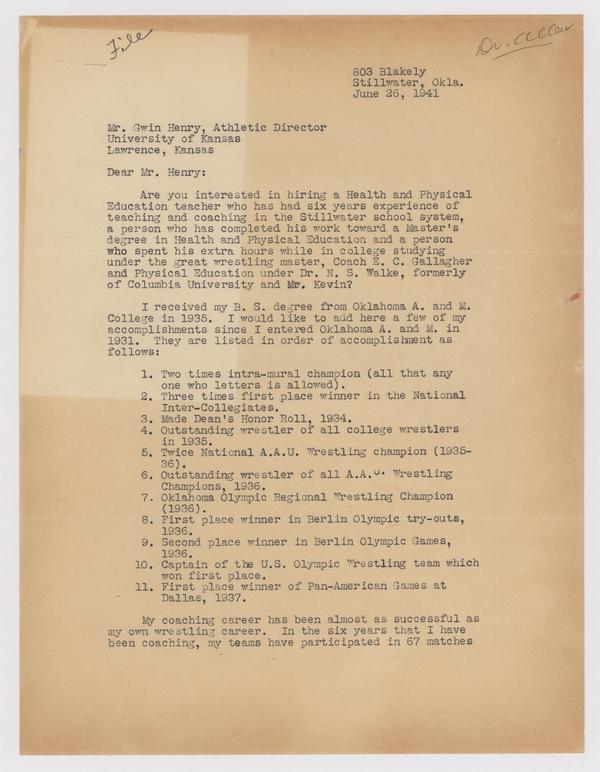 File
Dr. Allen
803 Blakely
Stillwater, Okla.
June 26, 1941
Mr. Gwin Henry, Athletic Director
University of Kansas
Lawrence, Kansas
Dear Mr. Henry:
Are you interested in hiring a Health and Physical
Education teacher who has had six years experience of
teaching and coaching in the Stillwater school system,
a person who has completed his work toward a Master's
degree in Health and Physical Education and a person
who spent his extra hours while in college studying
under the great wrestling master, Coach E. C. Gallagher
and Physical Education under Dr. N. S. Walke, formerly
of Columbia University and Mr. Kevin?
I received my B. S. degree from Oklahoma A. and M.
College in 1935. I would like to add here a few of my
accomplishments since I entered Oklahoma A. and M. in
1931. They are listed in order of accomplishment as
follows:
1. Two times intra-mural champion (all that any
one who letters is allowed).
2. Three times first place winner in the National
Inter-Collegiates.
3. Made Dean's Honor Roll, 1934.
4. Outstanding wrestler of all college wrestlers
in 1935.
5. Twice National A.A.U. Wrestling champion (1935-
36).
6. Outstanding wrestler of all A.A.U. Wrestling
Champions, 1936.
7. Oklahoma Olympic Regional Wrestling Champion
(1936).
8. First place winner in Berlin Olympic try-outs,
1936.
9. Second place winner in Berlin Olympic Games,
1936.
10. Captain of the U.S. Olympic Wrestling team which
won first place.
11. First place winner of Pan-American Games at
Dallas, 1937.
My coaching career has been almost as successful as
my own wrestling career. In the six years that I have
been coaching, my teams have participated in 67 matches